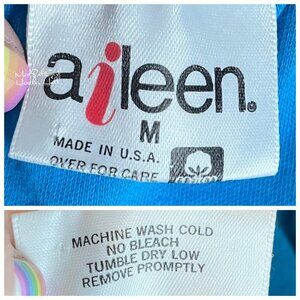 aileen.®
M
MADE IN U.S.A.
OVER FOR CARE
MACHINE WASH COLD
NO BLEACH
TUMBLE DRY LOW
REMOVE PROMPTLY